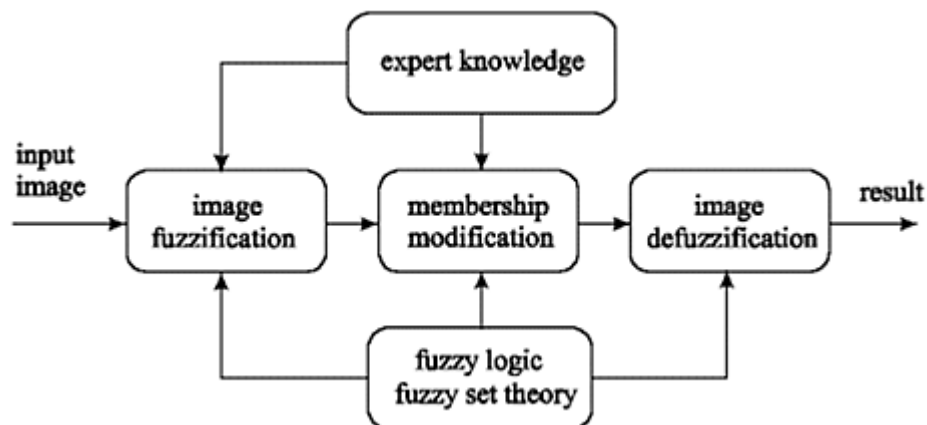 expert knowledge
input
image
image
fuzzification
membership
modification
image
defuzzification
result
fuzzy logic
fuzzy set theory